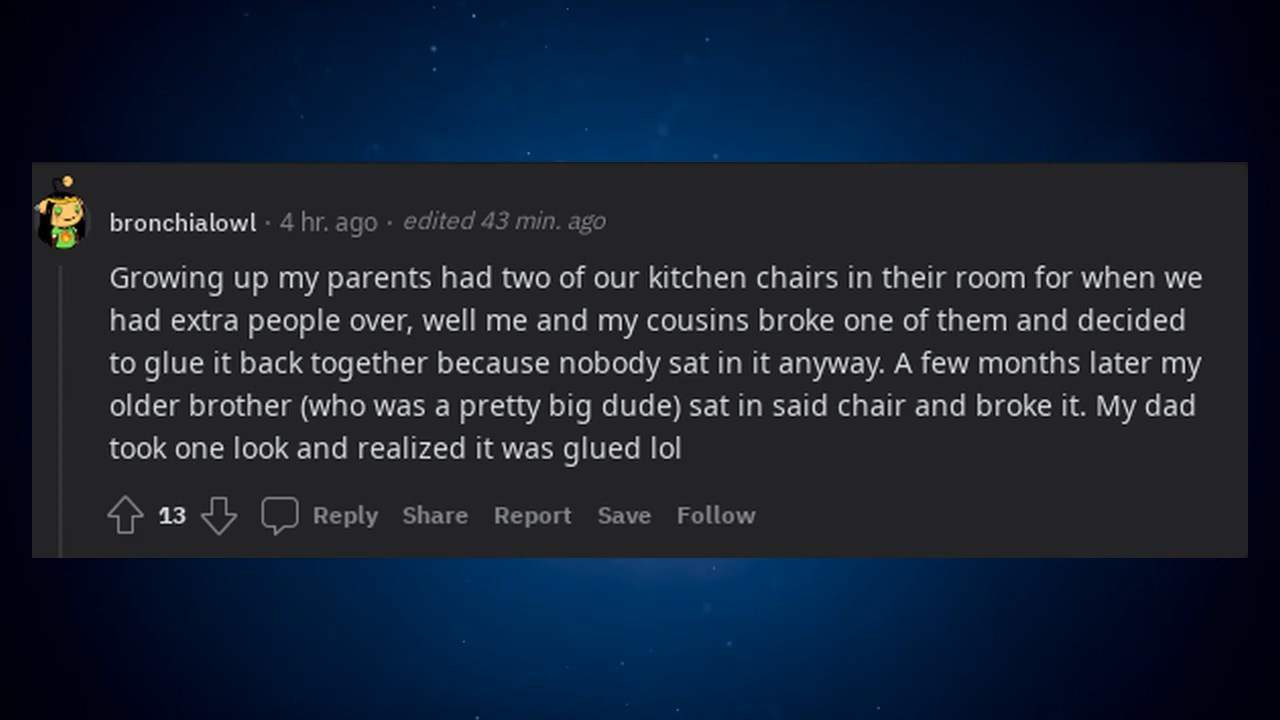 bronchialowl · 4 hr. ago · edited 43 min. ago
Growing up my parents had two of our kitchen chairs in their room for when we
had extra people over, well me and my cousins broke one of them and decided
to glue it back together because nobody sat in it anyway. A few months later my
older brother (who was a pretty big dude) sat in said chair and broke it. My dad
took one look and realized it was glued lol
13 Reply Share Report Save Follow